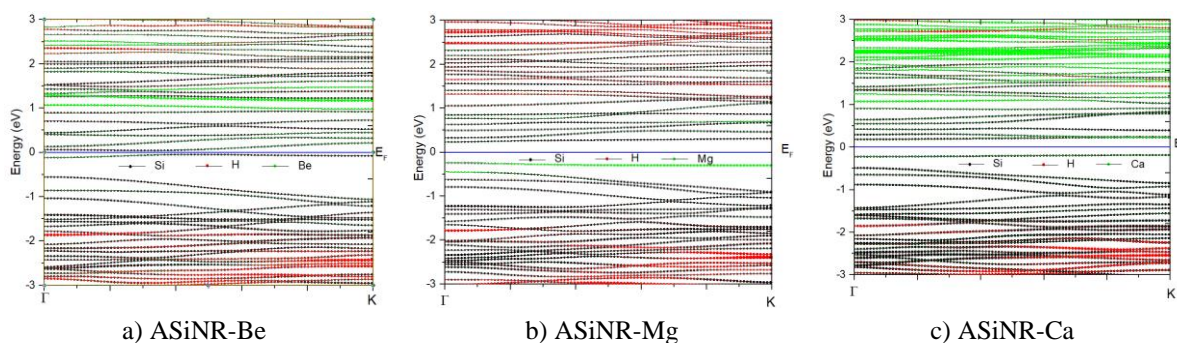 3
2
1
0
-1
-2
-3
Energy (eV)
Si H Be
E_F
Γ K
3
2
1
0
-1
-2
-3
Energy (eV)
Si H Mg
E_F
Γ K
3
2
1
0
-1
-2
-3
Energy (eV)
Si H Ca
Γ K
a) ASiNR-Be b) ASiNR-Mg c) ASiNR-Ca